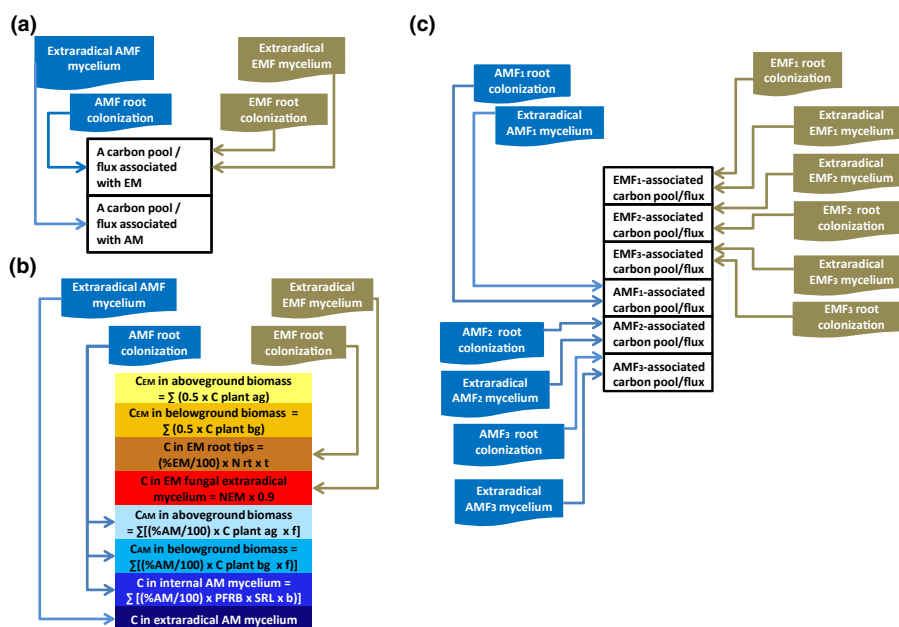 (a)
Extraradical AMF
mycelium
Extraradical
EMF mycelium
AMF root
colonization
EMF root
colonization
A carbon pool /
flux associated
with EM
A carbon pool /
flux associated
with AM
(b)
Extraradical AMF
mycelium
Extraradical
EMF mycelium
AMF root
colonization
EMF root
colonization
CEM in aboveground biomass
= ∑ (0.5 x C plant ag)
CEM in belowground biomass =
∑ (0.5 x C plant bg)
C in EM root tips =
(%EM/100) x N rt x t
C in EM fungal extraradical
mycelium = NEM x 0.9
CAM in aboveground biomass
= ∑[(%AM/100) x C plant ag x f]
CAM in belowground biomass =
∑[(%AM/100) x C plant bg x f)]
C in internal AM mycelium =
∑ [(%AM/100) x PFRB x SRL x b)]
C in extraradical AM mycelium
(c)
AMF1 root
colonization
Extraradical
AMF1 mycelium
EMF1 root
colonization
Extraradical
EMF1 mycelium
Extraradical
EMF2 mycelium
EMF2 root
colonization
Extraradical
EMF3 mycelium
EMF3 root
colonization
EMF1-associated
carbon pool/flux
EMF2-associated
carbon pool/flux
EMF3-associated
carbon pool/flux
AMF1-associated
carbon pool/flux
AMF2-associated
carbon pool/flux
AMF3-associated
carbon pool/flux
AMF2 root
colonization
Extraradical
AMF2 mycelium
AMF3 root
colonization
Extraradical
AMF3 mycelium